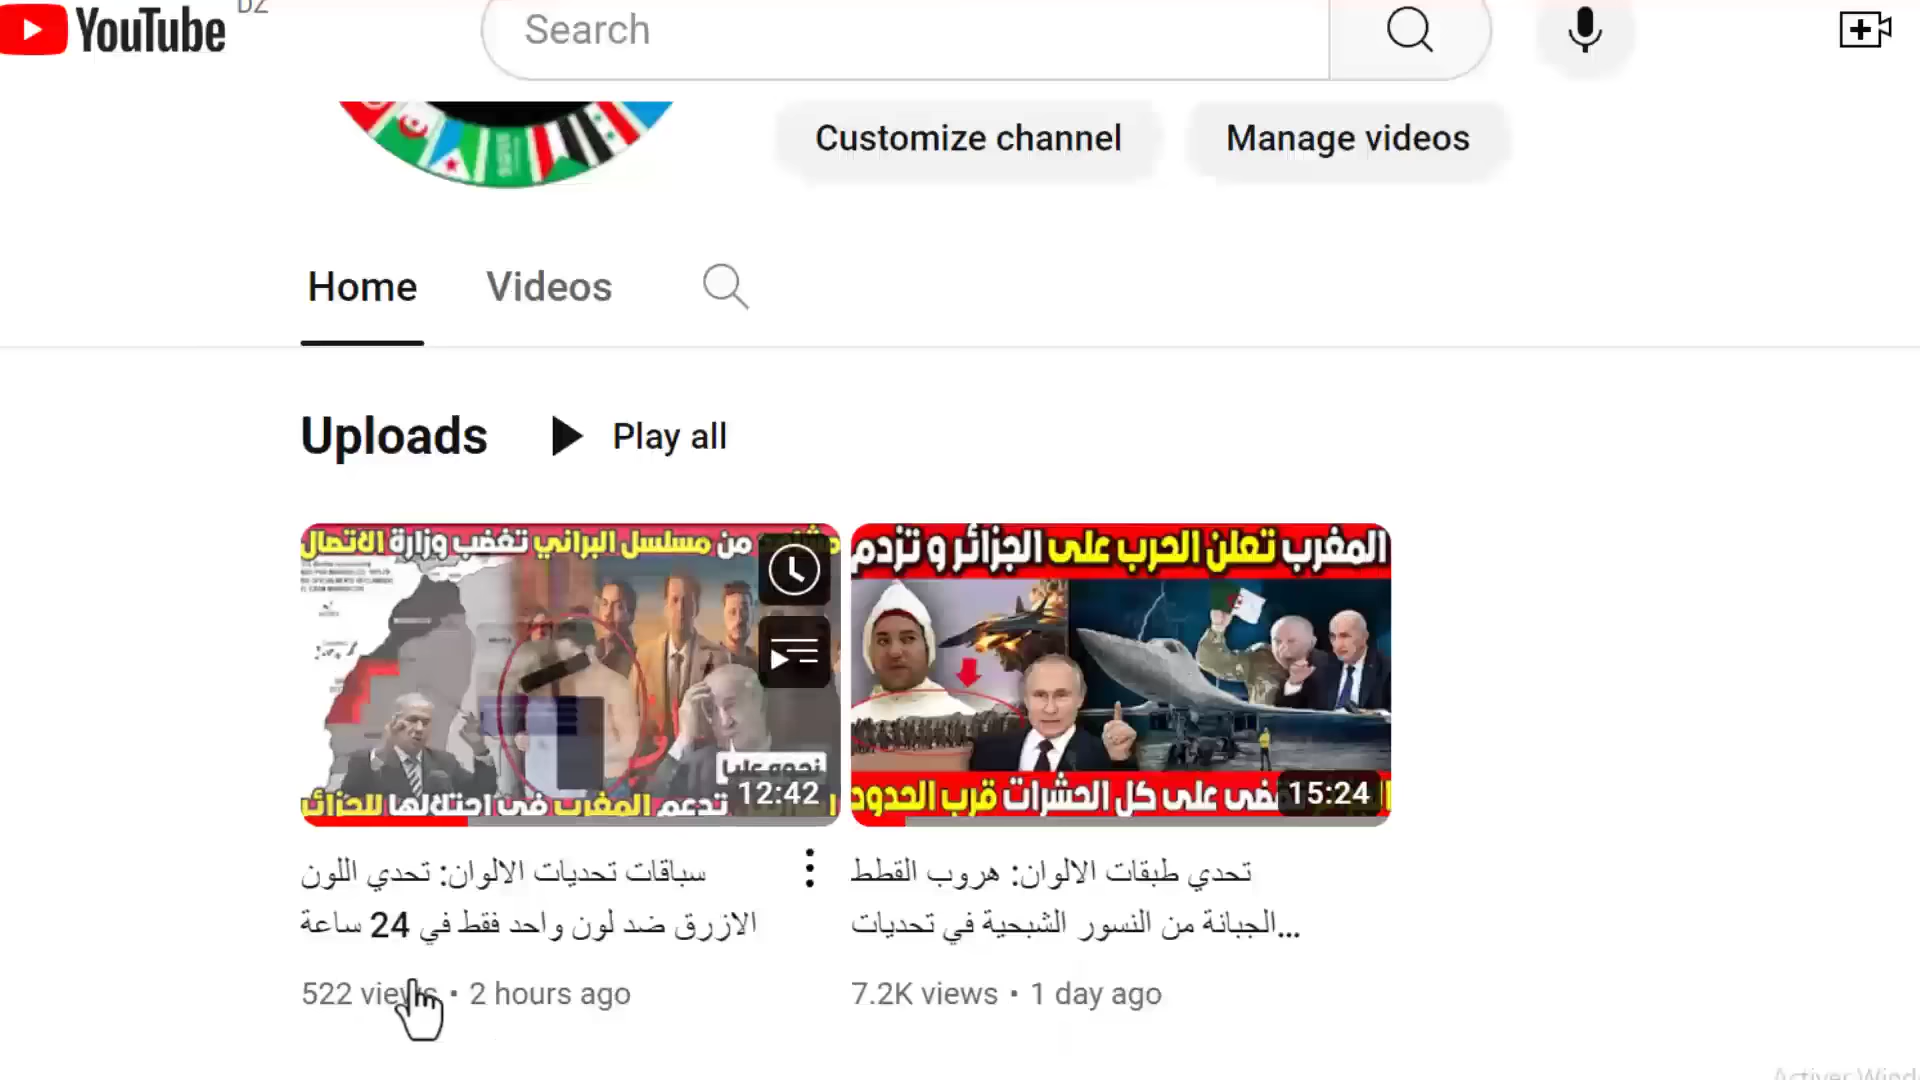 YouTube
DZ
Search
Customize channel
Manage videos
Home
Videos
Uploads
Play all
من مسلسل البراني تغضب وزارة الاتصال
تدعم المغرب في احتلالها للجزائر
12:42
المغرب تعلن الحرب على الجزائر و تزدم
على كل الحشرات قرب الحدود
15:24
سباقات تحديات الالوان: تحدي اللون
الازرق ضد لون واحد فقط في 24 ساعة
522 views • 2 hours ago
تحدي طبقات الالوان: هروب القطط
الجبانة من النسور الشبحية في تحديات...
7.2K views • 1 day ago